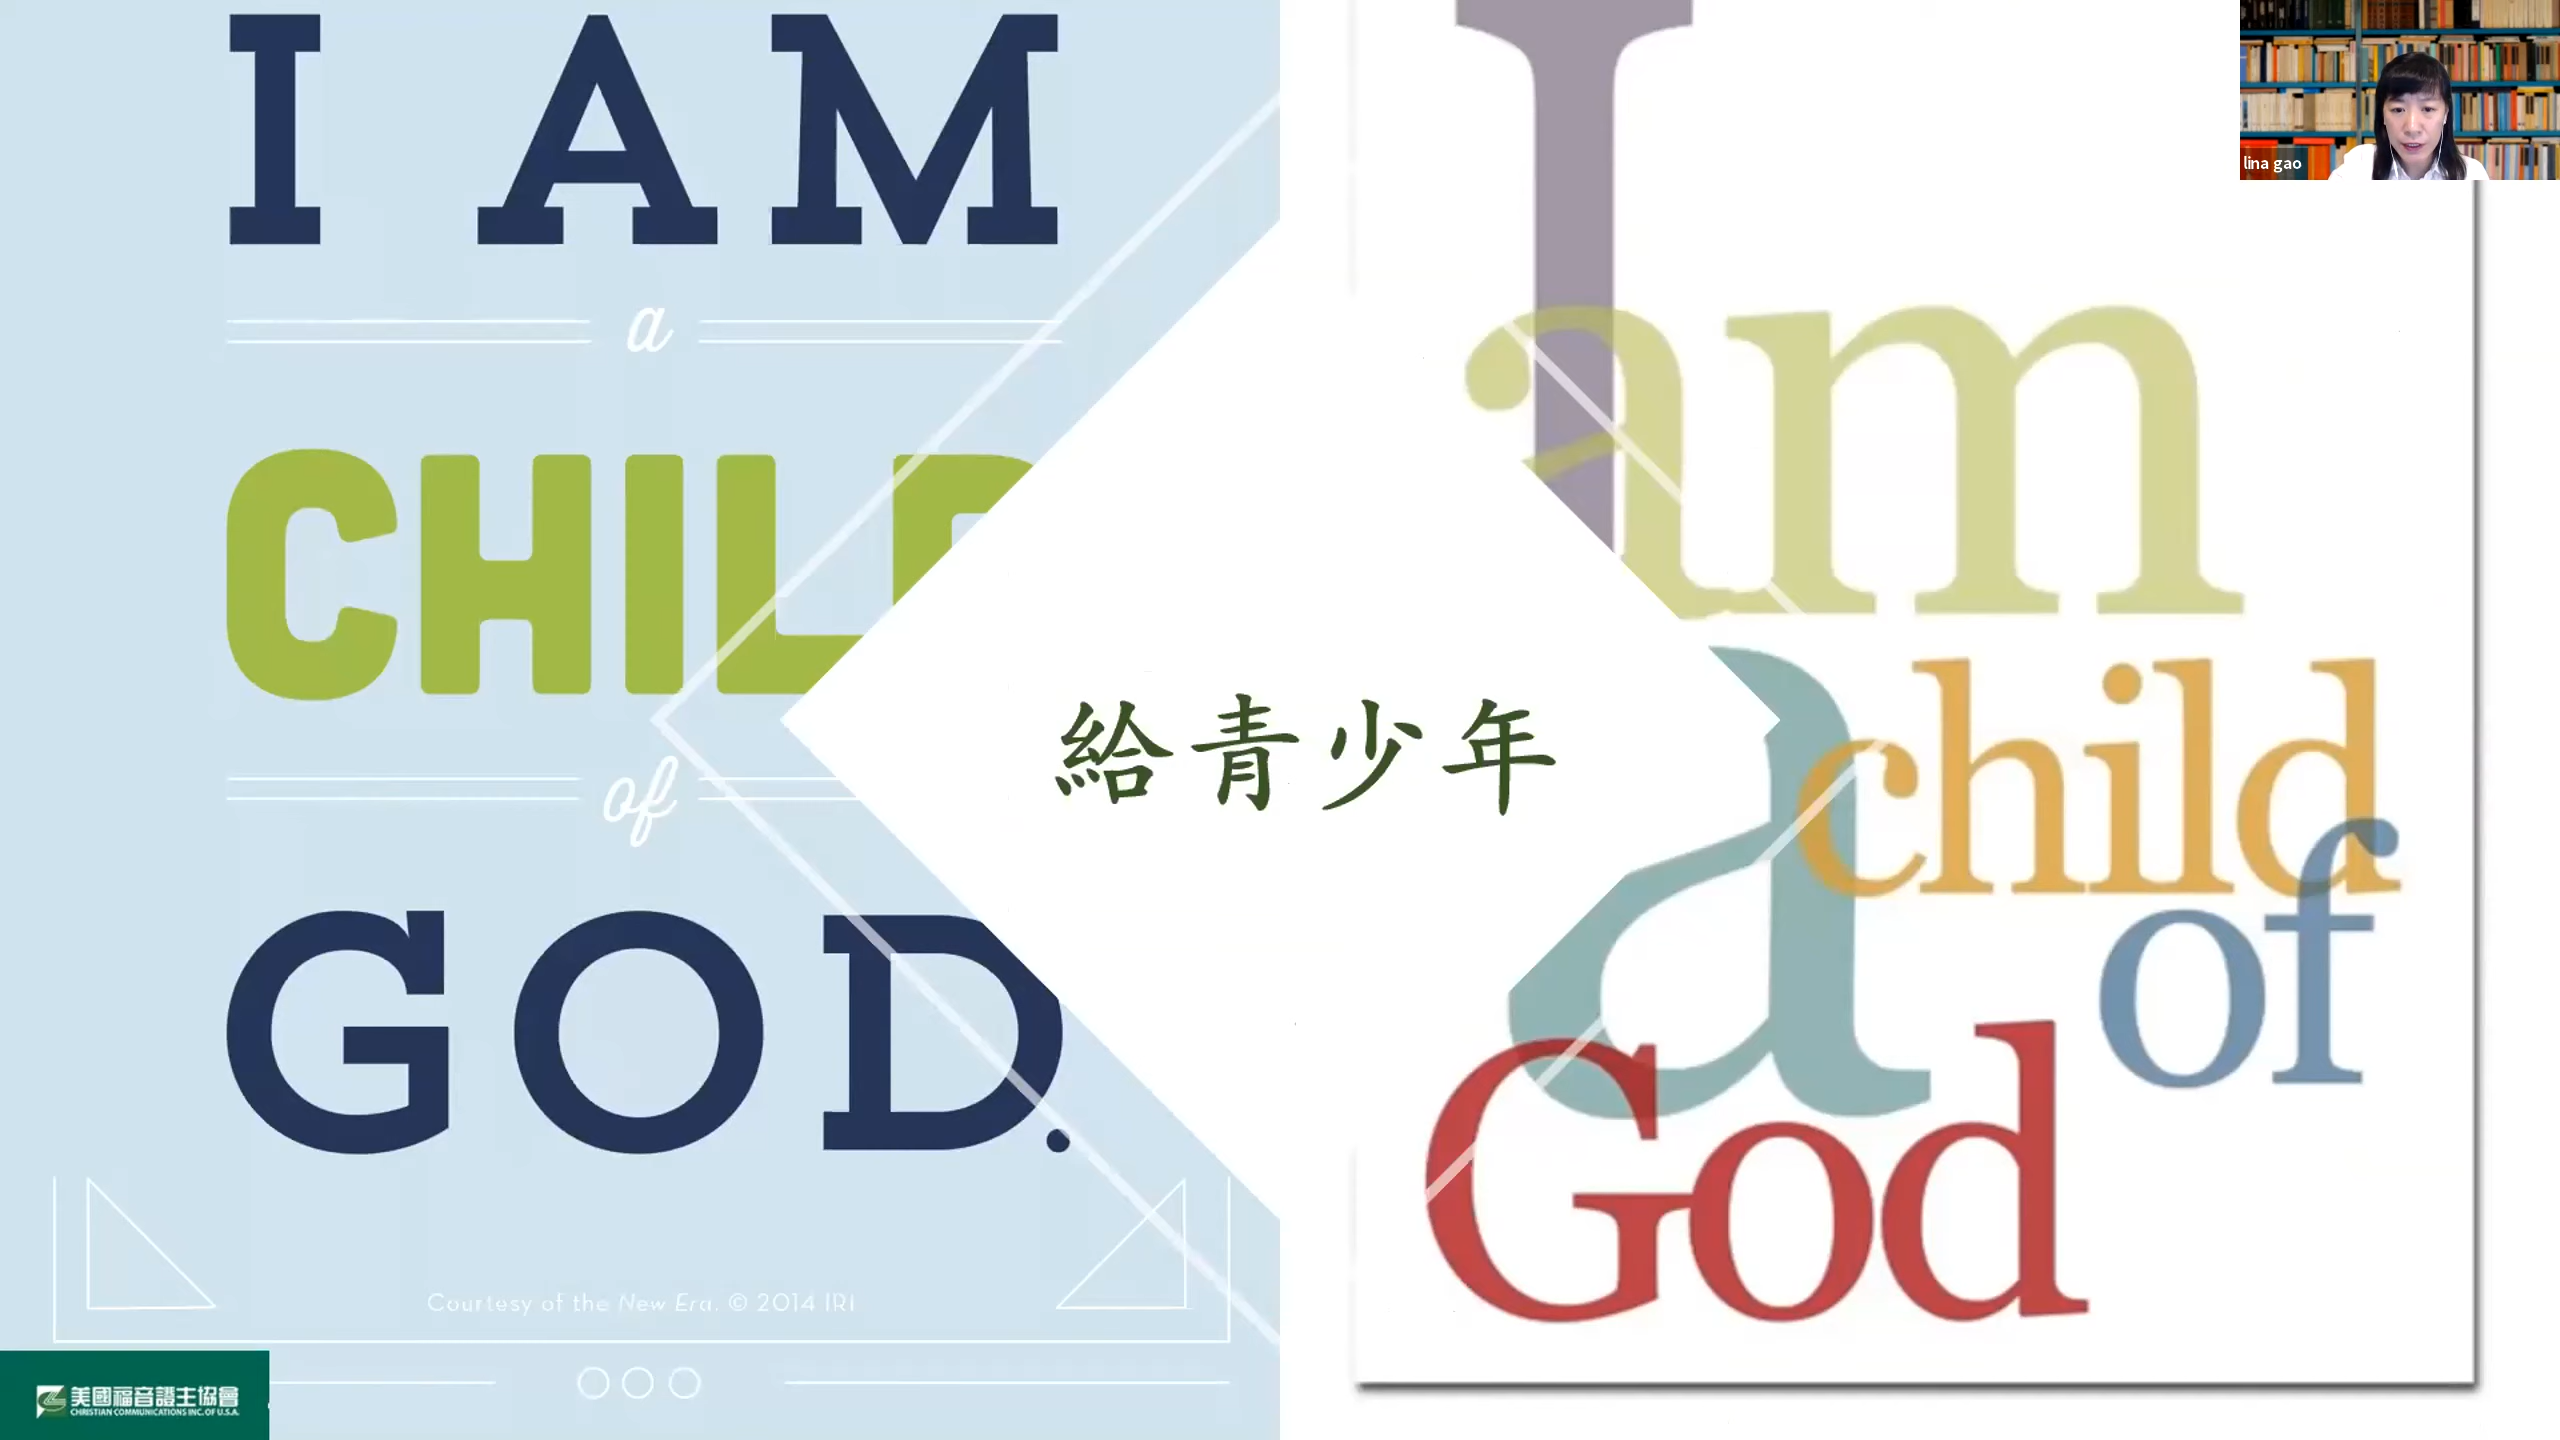 I AM
a
CHILD
of
GOD.
Courtesy of the New Era. © 2014 IRI
給青少年
I
am
a
child
of
God
lina gao
美國福音證主協會
CHRISTIAN COMMUNICATIONS INC. OF U.S.A.